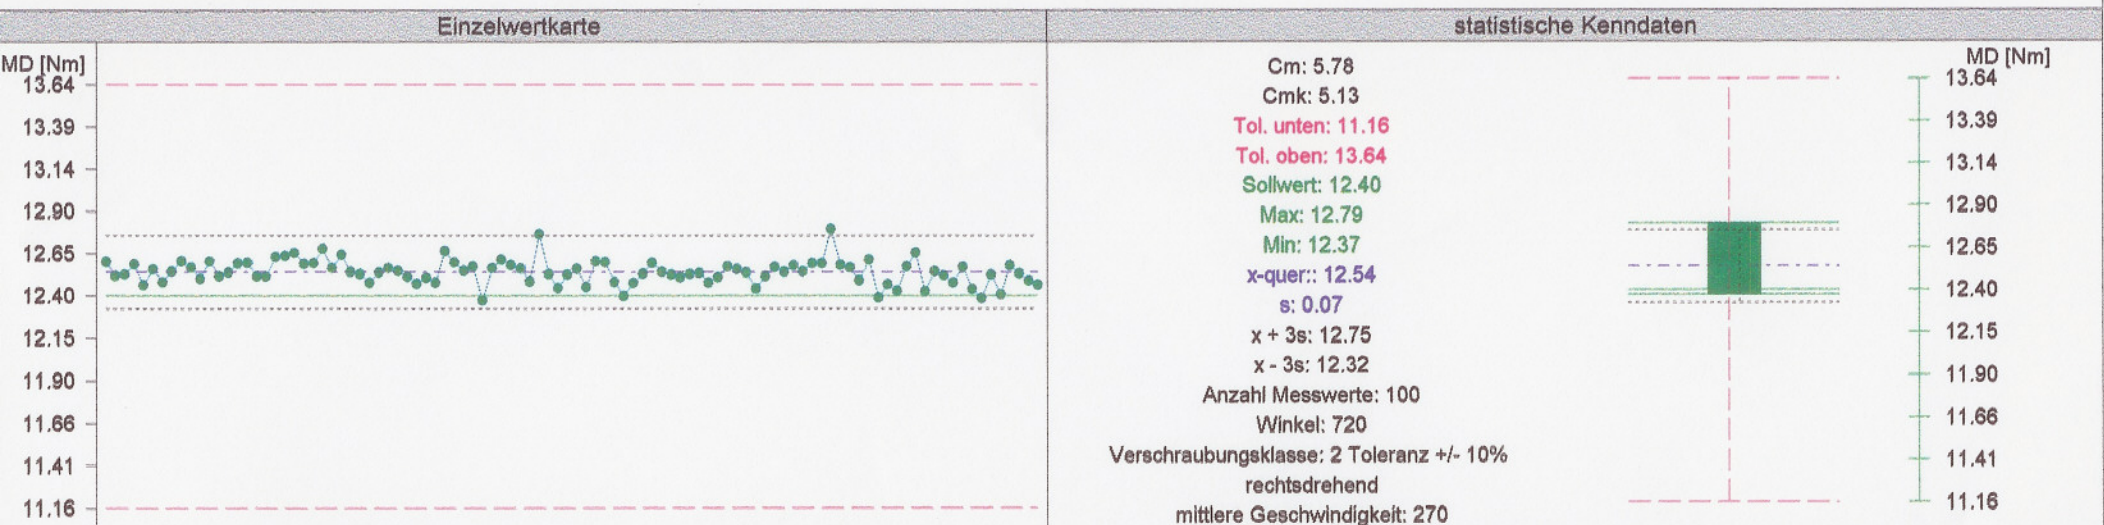 Einzelwertkarte
MD [Nm]
13.64
13.39
13.14
12.90
12.65
12.40
12.15
11.90
11.66
11.41
11.16
statistische Kenndaten
Cm: 5.78
Cmk: 5.13
Tol. unten: 11.16
Tol. oben: 13.64
Sollwert: 12.40
Max: 12.79
Min: 12.37
x-quer:: 12.54
s: 0.07
x + 3s: 12.75
x - 3s: 12.32
Anzahl Messwerte: 100
Winkel: 720
Verschraubungsklasse: 2 Toleranz +/- 10%
rechtsdrehend
mittlere Geschwindigkeit: 270
MD [Nm]
13.64
13.39
13.14
12.90
12.65
12.40
12.15
11.90
11.66
11.41
11.16